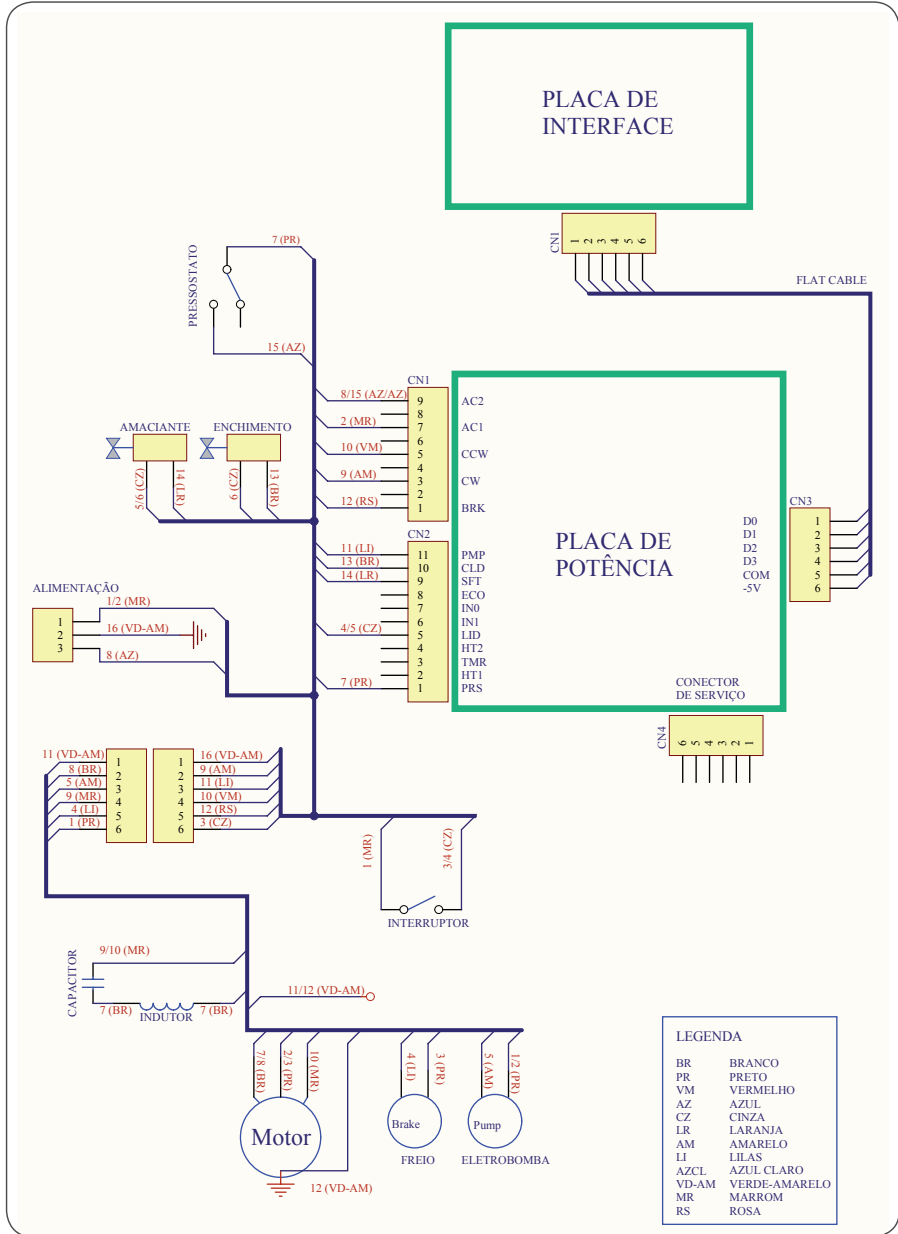 PLACA DE
INTERFACE
CN1
1 2 3 4 5 6
FLAT CABLE
7 (PR)
PRESSOSTATO
15 (AZ)
CN1
8/15 (AZ/AZ) 9 AC2
8
2 (MR) 7 AC1
6
10 (VM) 5 CCW
4
9 (AM) 3 CW
2
12 (RS) 1 BRK
AMACIANTE
5/6 (CZ)
14 (LR)
ENCHIMENTO
6 (CZ)
13 (BR)
CN2
11 (LI) 11 PMP
13 (BR) 10 CLD
14 (LR) 9 SFT
8 ECO
7 IN0
6 IN1
4/5 (CZ) 5 LID
4 HT2
3 TMR
2 HT1
7 (PR) 1 PRS
PLACA DE
POTÊNCIA
CN3
D0 1
D1 2
D2 3
D3 4
COM 5
-5V 6
CONECTOR
DE SERVIÇO
CN4
6 5 4 3 2 1
ALIMENTAÇÃO
1 1/2 (MR)
2 16 (VD-AM)
3 8 (AZ)
11 (VD-AM) 1 1 16 (VD-AM)
8 (BR) 2 2 9 (AM)
5 (AM) 3 3 11 (LI)
9 (MR) 4 4 10 (VM)
4 (LI) 5 5 12 (RS)
1 (PR) 6 6 3 (CZ)
1 (MR)
3/4 (CZ)
INTERRUPTOR
CAPACITOR
9/10 (MR)
7 (BR)
INDUTOR
7 (BR)
11/12 (VD-AM)
7/8 (BR)
2/3 (PR)
10 (MR)
Motor
12 (VD-AM)
4 (LI)
3 (PR)
Brake
FREIO
5 (AM)
1/2 (PR)
Pump
ELETROBOMBA
LEGENDA
BR BRANCO
PR PRETO
VM VERMELHO
AZ AZUL
CZ CINZA
LR LARANJA
AM AMARELO
LI LILAS
AZCL AZUL CLARO
VD-AM VERDE-AMARELO
MR MARROM
RS ROSA